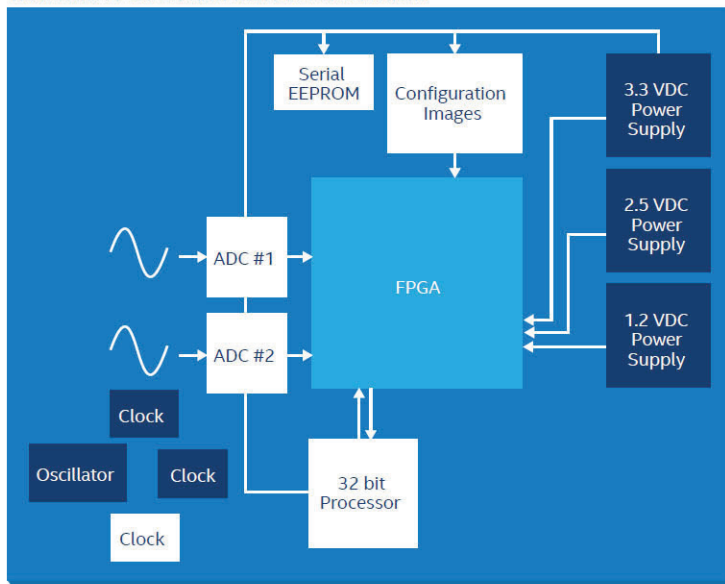 Serial
EEPROM
Configuration
Images
3.3 VDC
Power
Supply
2.5 VDC
Power
Supply
ADC #1
FPGA
1.2 VDC
Power
Supply
ADC #2
Clock
Oscillator
Clock
32 bit
Processor
Clock